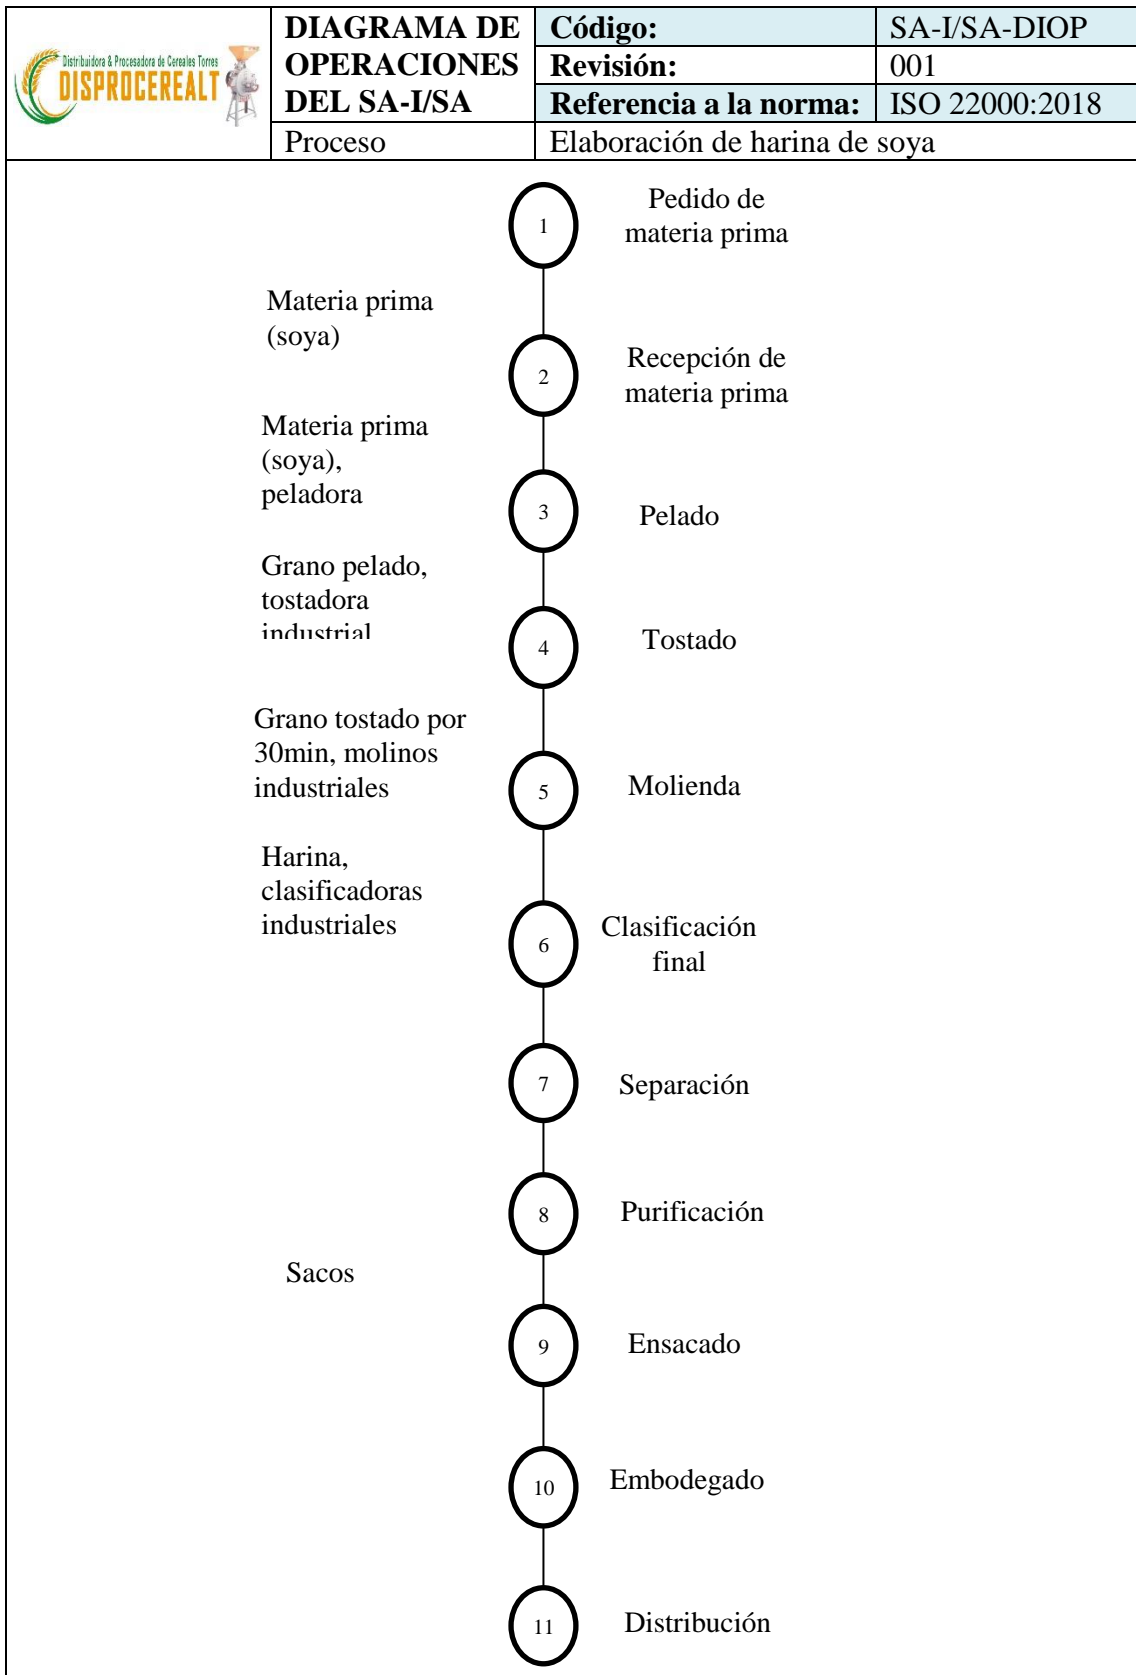 Distribuidora & Procesadora de Cereales Torres
DISPROCEREALT
DIAGRAMA DE
OPERACIONES
DEL SA-I/SA
Código:
SA-I/SA-DIOP
Revisión:
001
Referencia a la norma:
ISO 22000:2018
Proceso
Elaboración de harina de soya
1
Pedido de
materia prima
Materia prima
(soya)
2
Recepción de
materia prima
Materia prima
(soya),
peladora
3
Pelado
Grano pelado,
tostadora
industrial
4
Tostado
Grano tostado por
30min, molinos
industriales
5
Molienda
Harina,
clasificadoras
industriales
6
Clasificación
final
7
Separación
8
Purificación
Sacos
9
Ensacado
10
Embodegado
11
Distribución